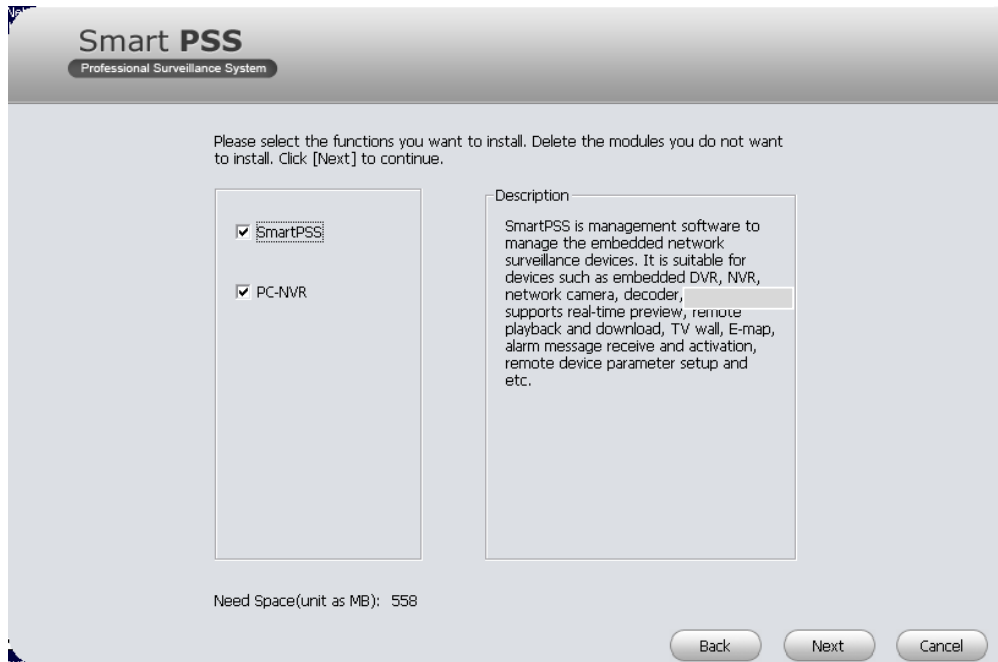 Smart PSS
Professional Surveillance System
Please select the functions you want to install. Delete the modules you do not want
to install. Click [Next] to continue.
SmartPSS
PC-NVR
Description
SmartPSS is management software to
manage the embedded network
surveillance devices. It is suitable for
devices such as embedded DVR, NVR,
network camera, decoder,
supports real-time preview, remote
playback and download, TV wall, E-map,
alarm message receive and activation,
remote device parameter setup and
etc.
Need Space(unit as MB): 558
Back
Next
Cancel